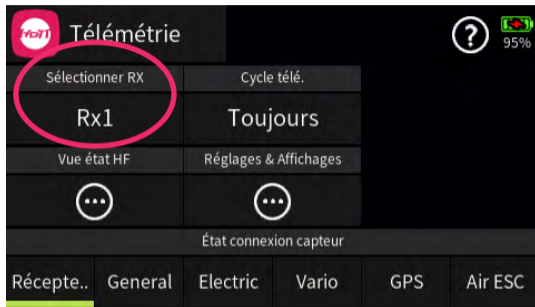 HoTT Télémétrie ? 95%
Sélectionner RX Cycle télé.
Rx1 Toujours
Vue état HF Réglages & Affichages
État connexion capteur
Récepte.. General Electric Vario GPS Air ESC